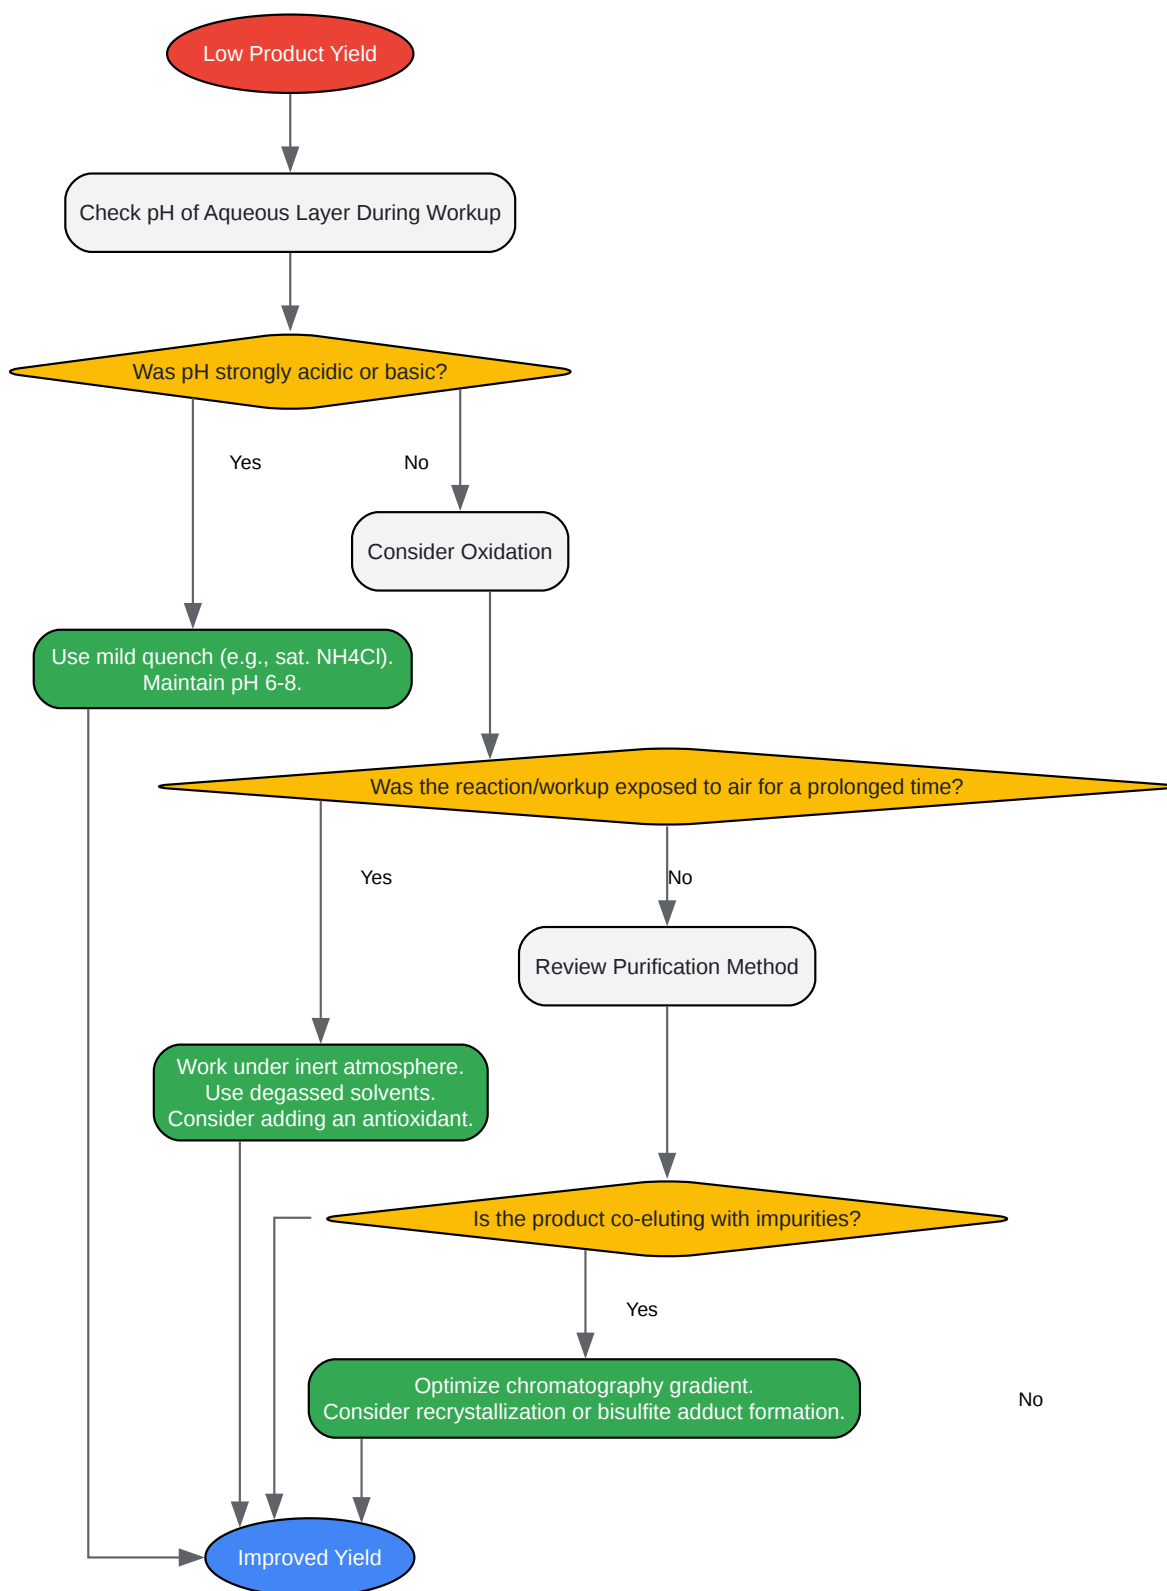 Low Product Yield
Check pH of Aqueous Layer During Workup
Was pH strongly acidic or basic?
Yes
No
Consider Oxidation
Use mild quench (e.g., sat. NH4Cl).
Maintain pH 6-8.
Was the reaction/workup exposed to air for a prolonged time?
Yes
No
Review Purification Method
Work under inert atmosphere.
Use degassed solvents.
Consider adding an antioxidant.
Is the product co-eluting with impurities?
Yes
Optimize chromatography gradient.
Consider recrystallization or bisulfite adduct formation.
No
Improved Yield